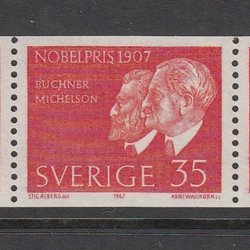 NOBELPRIS 1907
BUCHNER
MICHELSON
SVERIGE 35
STIG ÅSBERG del 1967 ARNE WALLHORN sc